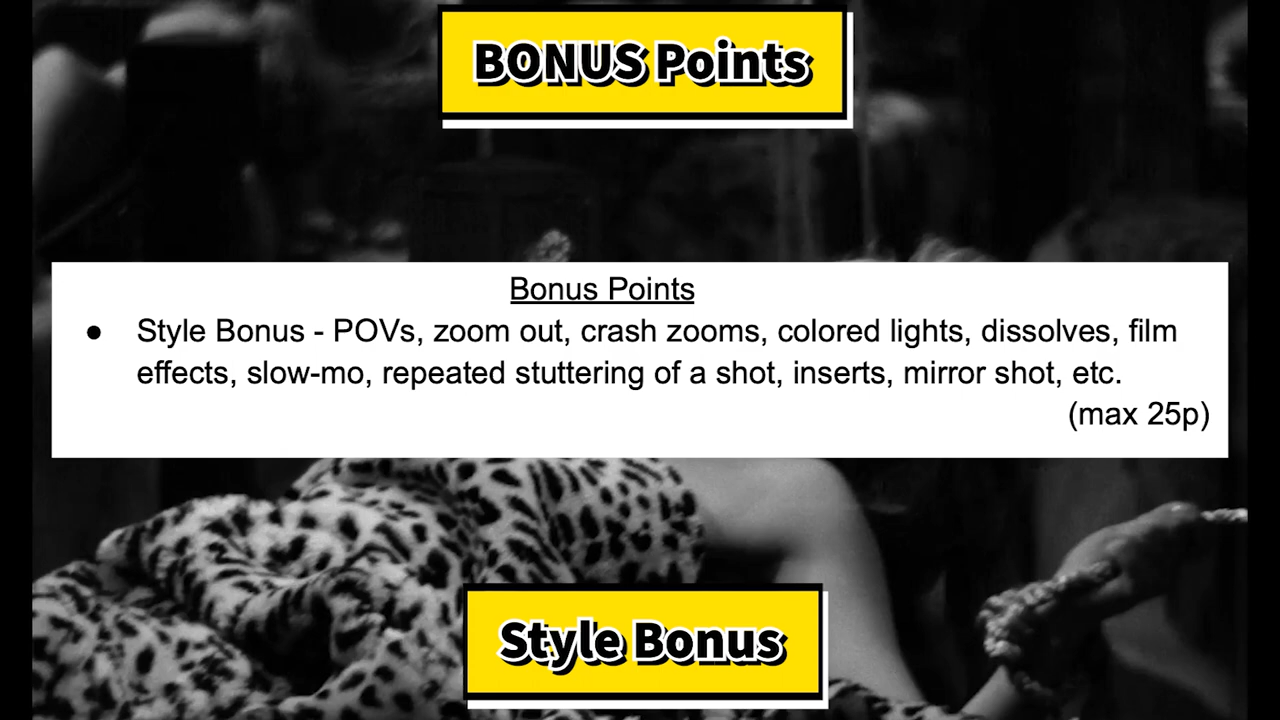 BONUS Points
Bonus Points
● Style Bonus - POVs, zoom out, crash zooms, colored lights, dissolves, film
effects, slow-mo, repeated stuttering of a shot, inserts, mirror shot, etc.
(max 25p)
Style Bonus